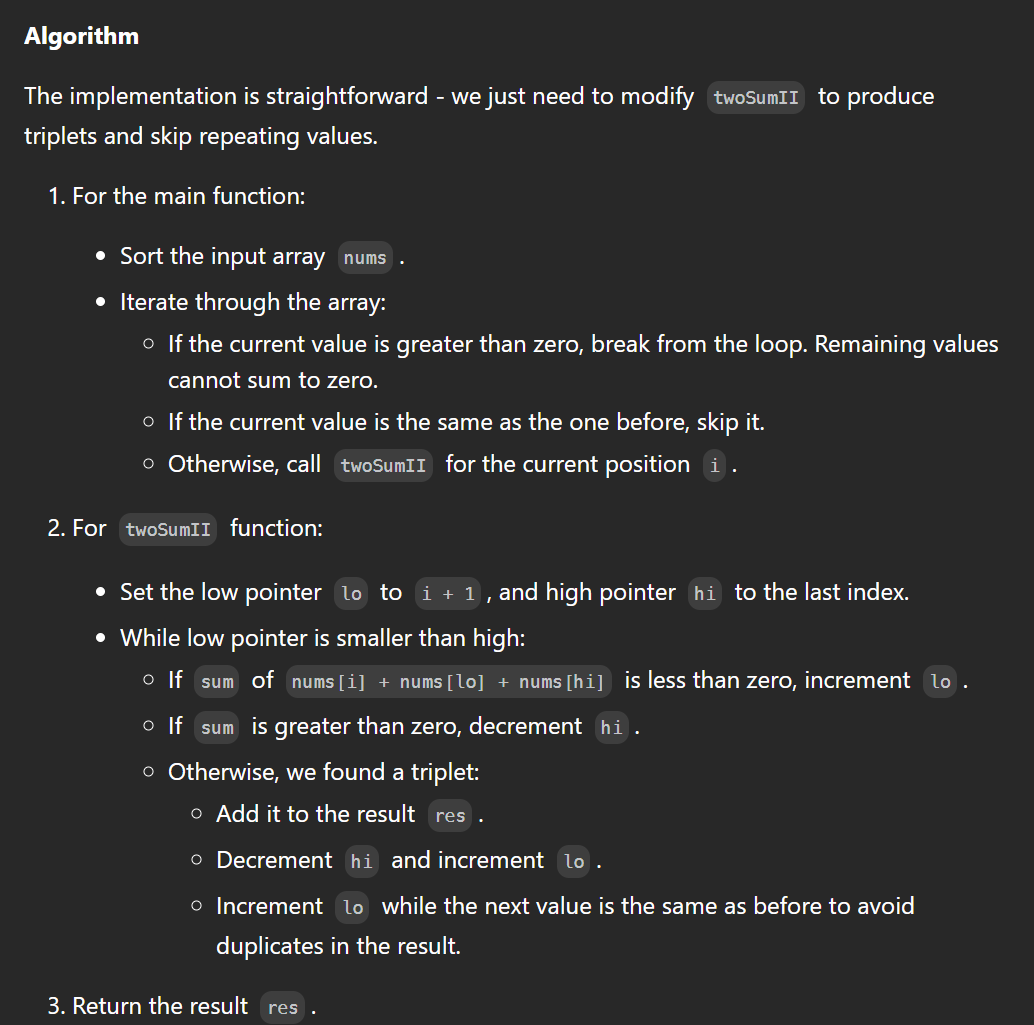 Algorithm
The implementation is straightforward - we just need to modify twoSumII to produce
triplets and skip repeating values.
1. For the main function:
• Sort the input array nums .
• Iterate through the array:
○ If the current value is greater than zero, break from the loop. Remaining values
cannot sum to zero.
○ If the current value is the same as the one before, skip it.
○ Otherwise, call twoSumII for the current position i .
2. For twoSumII function:
• Set the low pointer lo to i + 1 , and high pointer hi to the last index.
• While low pointer is smaller than high:
○ If sum of nums[i] + nums[lo] + nums[hi] is less than zero, increment lo .
○ If sum is greater than zero, decrement hi .
○ Otherwise, we found a triplet:
○ Add it to the result res .
○ Decrement hi and increment lo .
○ Increment lo while the next value is the same as before to avoid
duplicates in the result.
3. Return the result res .